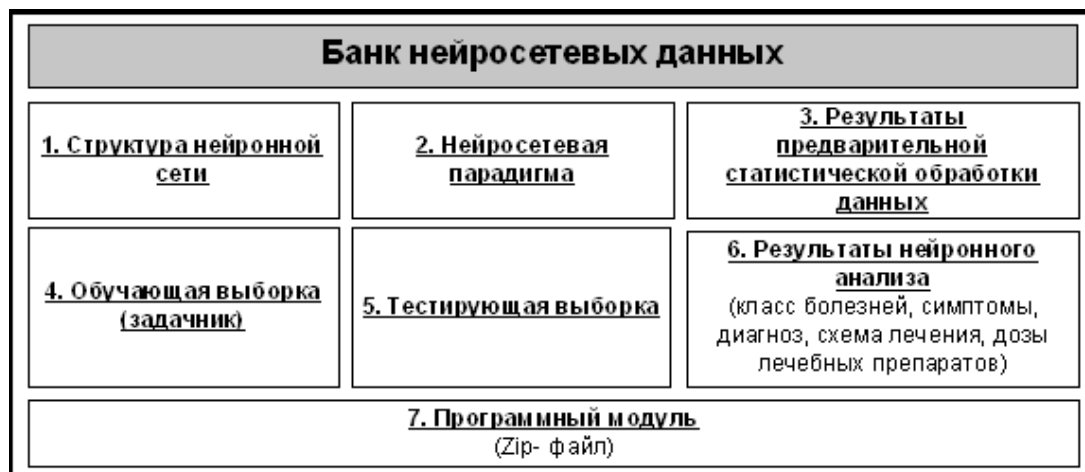 Банк нейросетевых данных
1. Структура нейронной
сети
2. Нейросетевая
парадигма
3. Результаты
предварительной
статистической обработки
данных
4. Обучающая выборка
(задачник)
5. Тестирующая выборка
6. Результаты нейронного
анализа
(класс болезней, симптомы,
диагноз, схема лечения, дозы
лечебных препаратов)
7. Программный модуль
(Zip- файл)